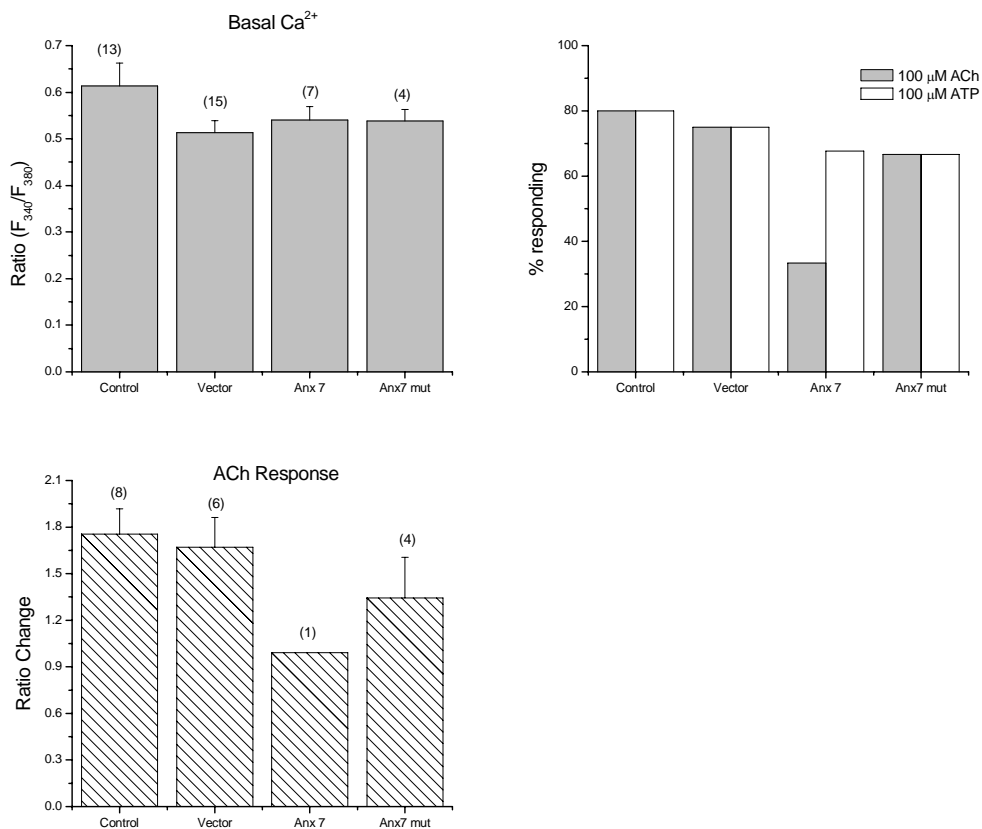 Basal Ca²⁺
Ratio (F₃₄₀/F₃₈₀)
0.7
0.6
0.5
0.4
0.3
0.2
0.1
0.0
(13)
(15)
(7)
(4)
Control
Vector
Anx 7
Anx7 mut
% responding
100
80
60
40
20
0
100 μM ACh
100 μM ATP
Control
Vector
Anx 7
Anx7 mut
ACh Response
Ratio Change
2.1
1.8
1.5
1.2
0.9
0.6
0.3
0.0
(8)
(6)
(1)
(4)
Control
Vector
Anx 7
Anx7 mut